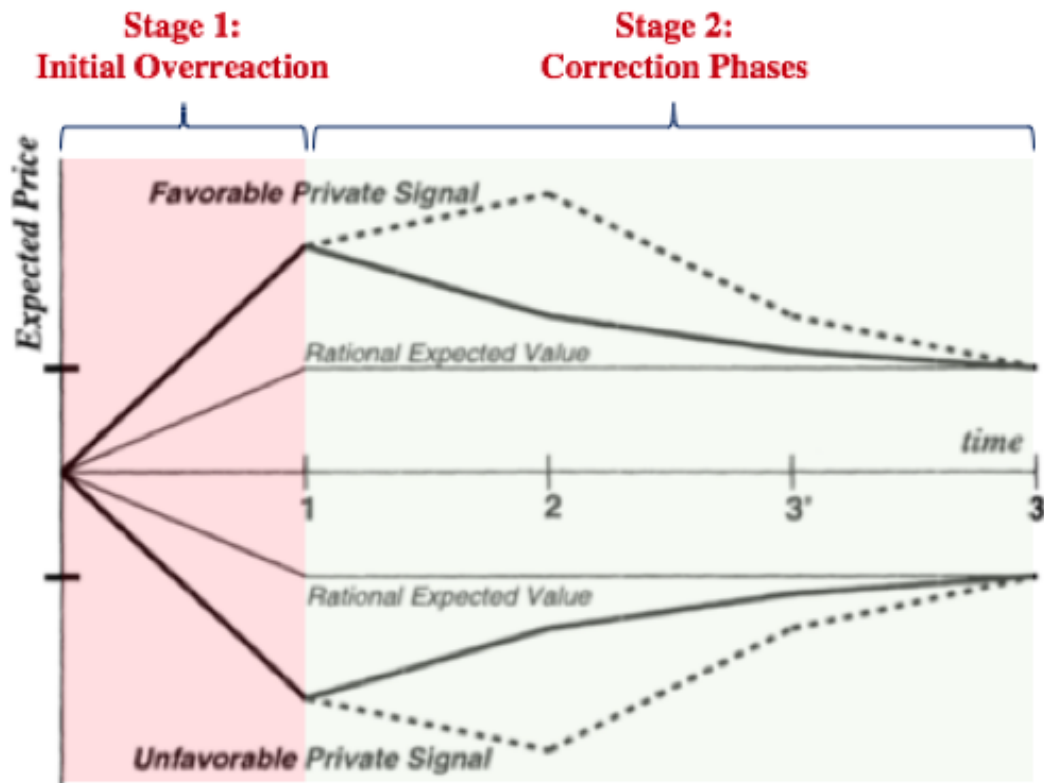 Stage 1:
Initial Overreaction
Stage 2:
Correction Phases
Expected Price
Favorable Private Signal
Rational Expected Value
time
1
2
3'
3
Rational Expected Value
Unfavorable Private Signal